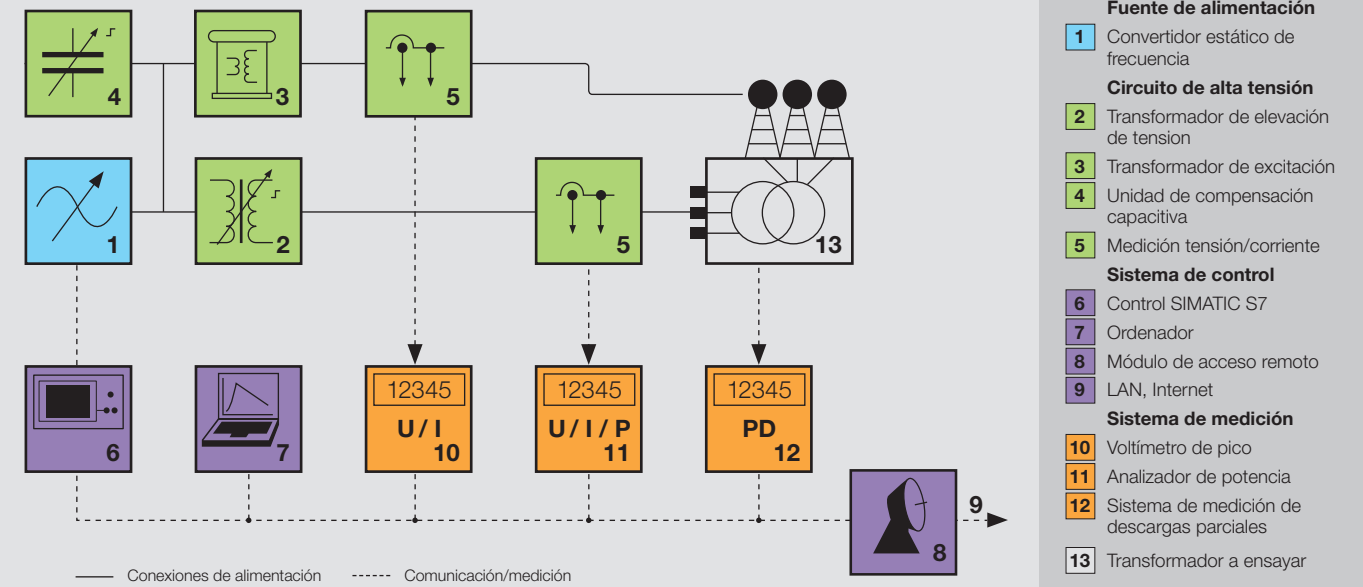 4
3
5
1
2
5
13
12345
U / I
10
12345
U / I / P
11
12345
PD
12
6
7
8
9
Conexiones de alimentación
Comunicación/medición
Fuente de alimentación
1 Convertidor estático de
frecuencia
Circuito de alta tensión
2 Transformador de elevación
de tension
3 Transformador de excitación
4 Unidad de compensación
capacitiva
5 Medición tensión/corriente
Sistema de control
6 Control SIMATIC S7
7 Ordenador
8 Módulo de acceso remoto
9 LAN, Internet
Sistema de medición
10 Voltímetro de pico
11 Analizador de potencia
12 Sistema de medición de
descargas parciales
13 Transformador a ensayar